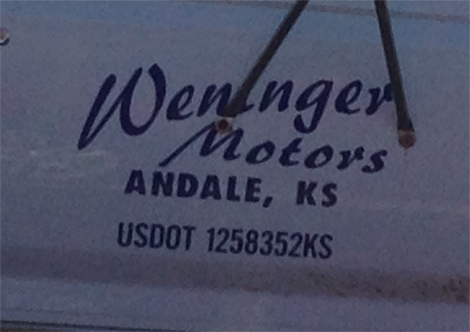 Weninger
Motors
ANDALE, KS
USDOT 1258352KS